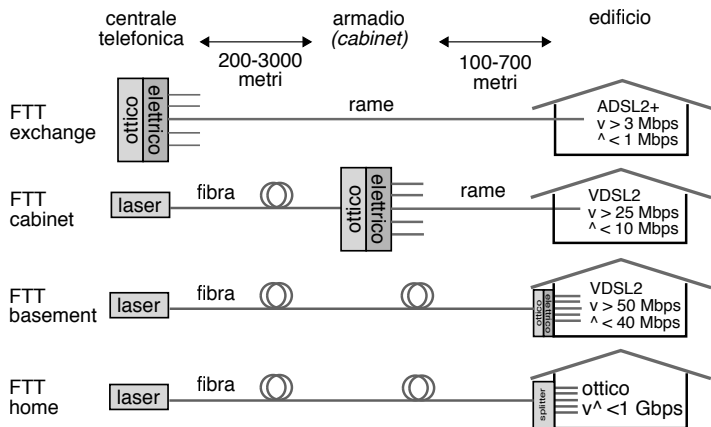 centrale
telefonica
armadio
(cabinet)
edificio
200-3000
metri
100-700
metri
FTT
exchange
ottico
elettrico
rame
ADSL2+
v > 3 Mbps
^ < 1 Mbps
FTT
cabinet
laser
fibra
ottico
elettrico
rame
VDSL2
v > 25 Mbps
^ < 10 Mbps
FTT
basement
laser
fibra
ottico
elettrico
VDSL2
v > 50 Mbps
^ < 40 Mbps
FTT
home
laser
fibra
splitter
ottico
v^ <1 Gbps